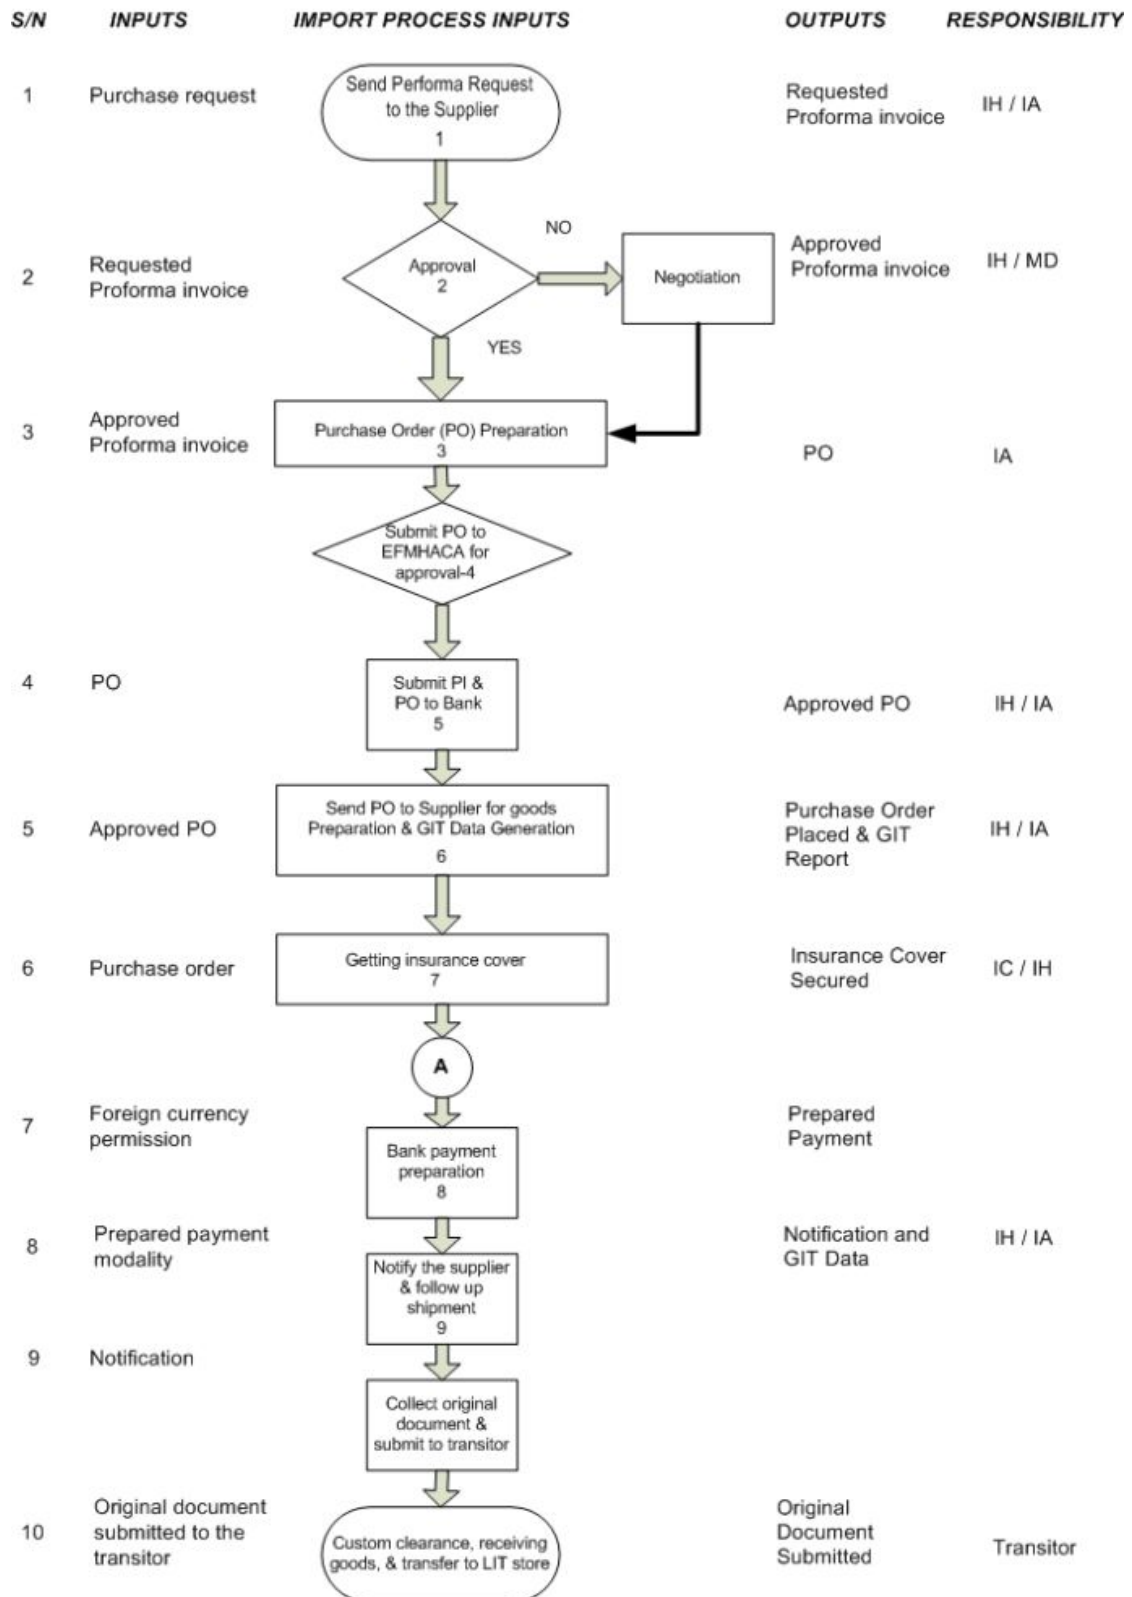 S/N INPUTS IMPORT PROCESS INPUTS OUTPUTS RESPONSIBILITY
1
Purchase request
Send Performa Request
to the Supplier
1
Requested
Proforma invoice
IH / IA
2
Requested
Proforma invoice
Approval
2
NO
YES
Negotiation
Approved
Proforma invoice
IH / MD
3
Approved
Proforma invoice
Purchase Order (PO) Preparation
3
PO
IA
Submit PO to
EFMHACA for
approval-4
4
PO
Submit PI &
PO to Bank
5
Approved PO
IH / IA
5
Approved PO
Send PO to Supplier for goods
Preparation & GIT Data Generation
6
Purchase Order
Placed & GIT
Report
IH / IA
6
Purchase order
Getting insurance cover
7
Insurance Cover
Secured
IC / IH
A
7
Foreign currency
permission
Bank payment
preparation
8
Prepared
Payment
8
Prepared payment
modality
Notify the supplier
& follow up
shipment
9
Notification and
GIT Data
IH / IA
9
Notification
Collect original
document &
submit to transitor
10
Original document
submitted to the
transitor
Custom clearance, receiving
goods, & transfer to LIT store
Original
Document
Submitted
Transitor